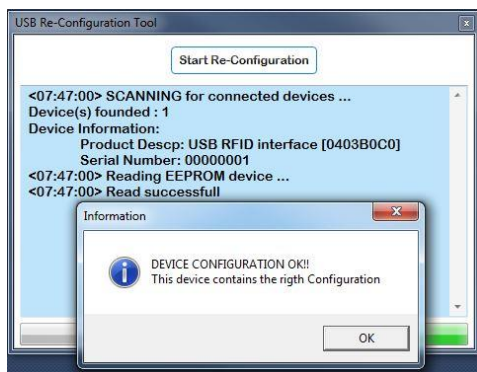 USB Re-Configuration Tool
Start Re-Configuration
<07:47:00> SCANNING for connected devices ...
Device(s) founded : 1
Device Information:
Product Descp: USB RFID interface [0403B0C0]
Serial Number: 00000001
<07:47:00> Reading EEPROM device ...
<07:47:00> Read successfull
Information
DEVICE CONFIGURATION OK!!
This device contains the rigth Configuration
OK